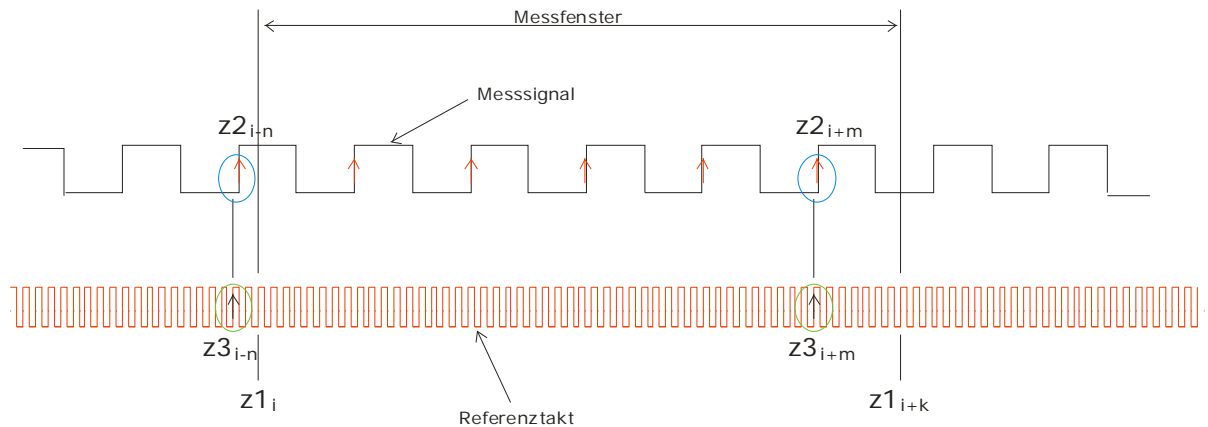 Messfenster
Messsignal
z2i-n
z2i+m
z3i-n
z3i+m
z1i
z1i+k
Referenztakt